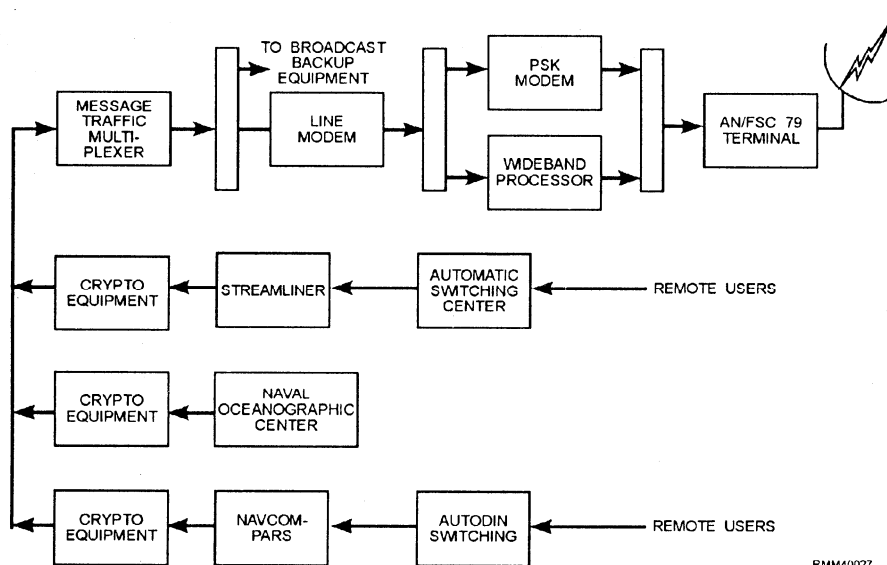 TO BROADCAST
BACKUP
EQUIPMENT
PSK
MODEM
MESSAGE
TRAFFIC
MULTI-
PLEXER
LINE
MODEM
AN/FSC 79
TERMINAL
WIDEBAND
PROCESSOR
CRYPTO
EQUIPMENT
STREAMLINER
AUTOMATIC
SWITCHING
CENTER
REMOTE USERS
CRYPTO
EQUIPMENT
NAVAL
OCEANOGRAPHIC
CENTER
CRYPTO
EQUIPMENT
NAVCOM-
PARS
AUTODIN
SWITCHING
REMOTE USERS
RMM40027